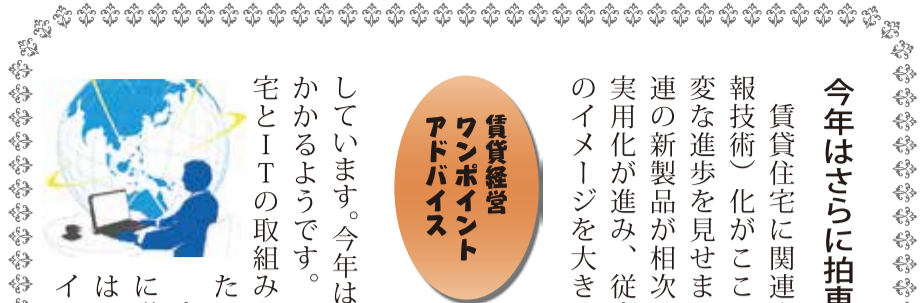 今年はさらに拍車
賃貸住宅に関連
報技術）化がここ
変な進歩を見せま
連の新製品が相次
実用化が進み、従
のイメージを大き
賃貸経営
ワンポイント
アドバイス
しています。今年は
かかるようです。
宅とＩＴの取組み
た
に
は
イ